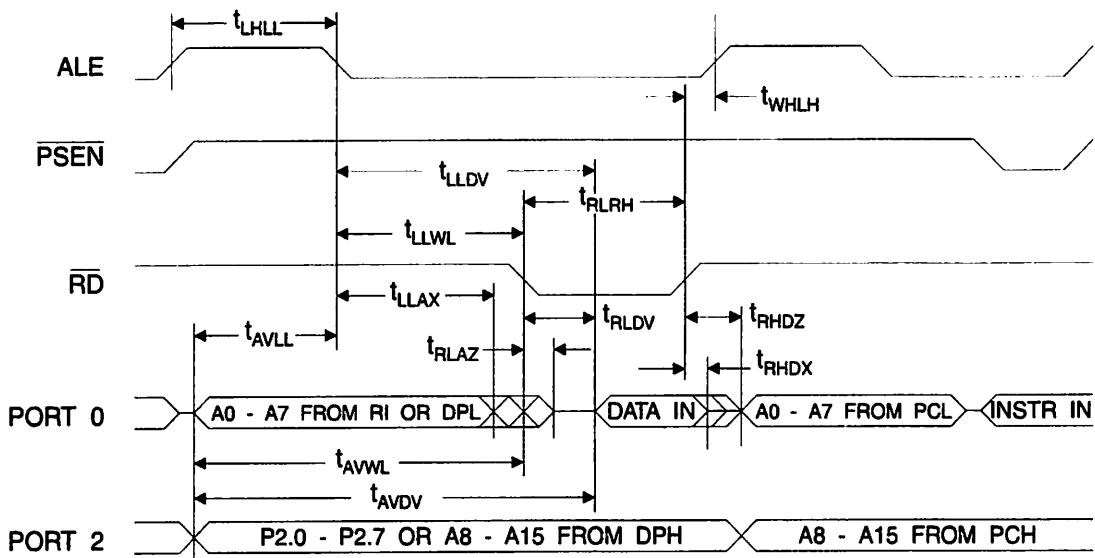 tLHLL
ALE
tWHLH
PSEN
tLLDV
tRLRH
tLLWL
RD
tLLAX
tRLDV
tRHDZ
tAVLL
tRLAZ
tRHDX
PORT 0
A0 - A7 FROM RI OR DPL
DATA IN
A0 - A7 FROM PCL
INSTR IN
tAVWL
tAVDV
PORT 2
P2.0 - P2.7 OR A8 - A15 FROM DPH
A8 - A15 FROM PCH